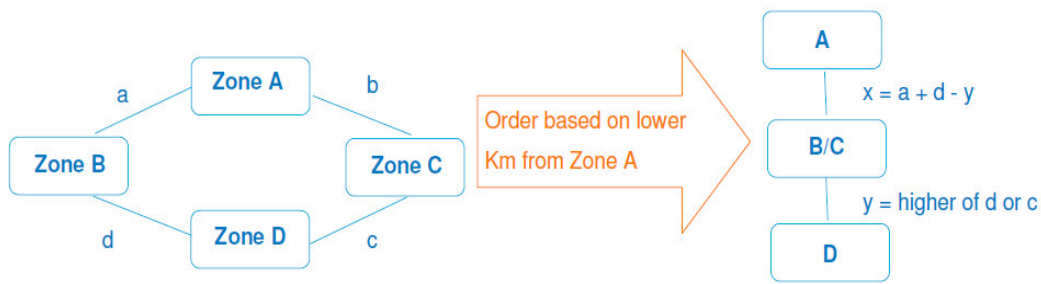 Zone A
a
b
Zone B
Zone C
d
Zone D
c
Order based on lower
Km from Zone A
A
x = a + d - y
B/C
y = higher of d or c
D